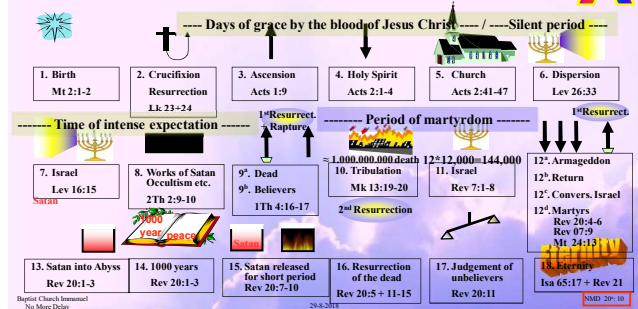 ---- Days of grace by the blood of Jesus Christ ---- / ----Silent period ----
1. Birth
Mt 2:1-2
2. Crucifixion
Resurrection
Lk 23+24
3. Ascension
Acts 1:9
4. Holy Spirit
Acts 2:1-4
5. Church
Acts 2:41-47
6. Dispersion
Lev 26:33
------- Time of intense expectation -------
1st Resurrect.
+ Rapture
-------- Period of martyrdom --------
1st Resurrect.
7. Israel
Lev 16:15
8. Works of Satan
Occultism etc.
2Th 2:9-10
9a. Dead
9b. Believers
1Th 4:16-17
= 1,000,000,000 death
10. Tribulation
Mk 13:19-20
12*12,000=144,000
11. Israel
Rev 7:1-8
12a. Armageddon
12b. Return
12c. Convers. Israel
12d. Martyrs
Rev 20:4-6
Rev 07:9
Mt 24:13
Satan
1000
year peace
Satan
2nd Resurrection
Eternity
13. Satan into Abyss
Rev 20:1-3
14. 1000 years
Rev 20:1-3
15. Satan released
for short period
Rev 20:7-10
16. Resurrection
of the dead
Rev 20:5 + 11-15
17. Judgement of
unbelievers
Rev 20:11
18. Eternity
Isa 65:17 + Rev 21
Baptist Church Immanuel
No More Delay
29-8-2018
NMD 20a: 10